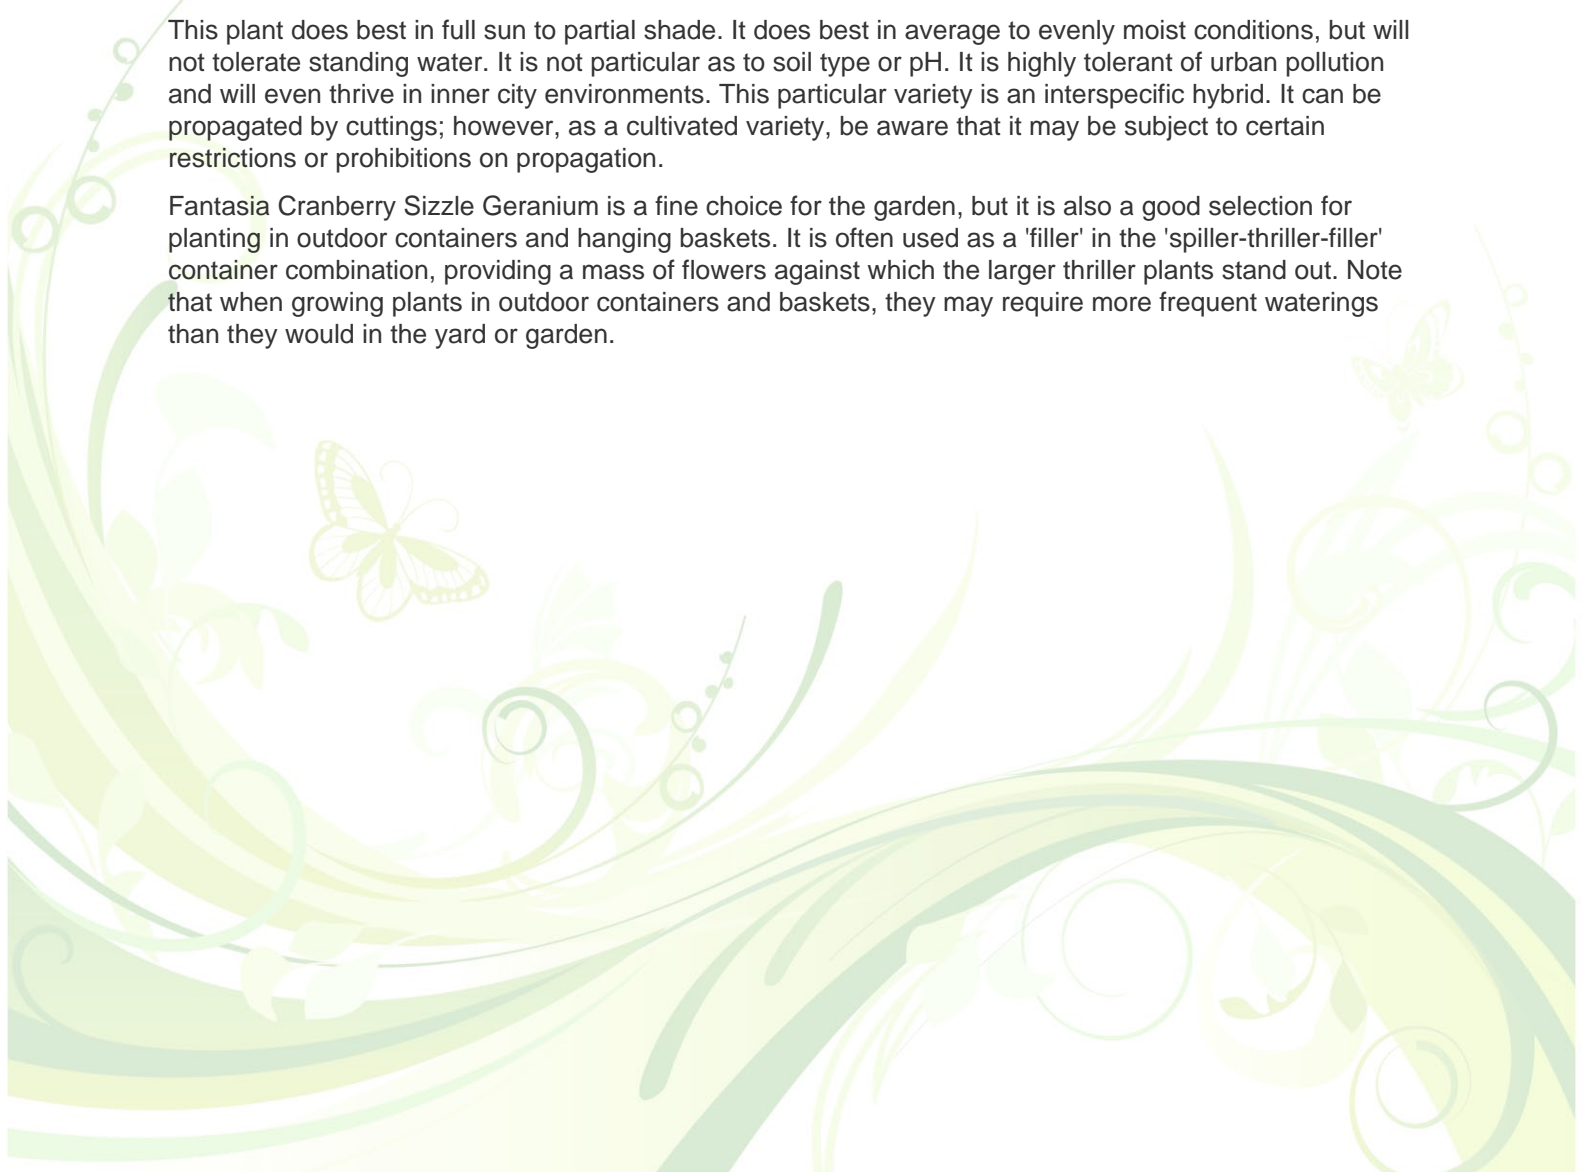 This plant does best in full sun to partial shade. It does best in average to evenly moist conditions, but will
not tolerate standing water. It is not particular as to soil type or pH. It is highly tolerant of urban pollution
and will even thrive in inner city environments. This particular variety is an interspecific hybrid. It can be
propagated by cuttings; however, as a cultivated variety, be aware that it may be subject to certain
restrictions or prohibitions on propagation.
Fantasia Cranberry Sizzle Geranium is a fine choice for the garden, but it is also a good selection for
planting in outdoor containers and hanging baskets. It is often used as a 'filler' in the 'spiller-thriller-filler'
container combination, providing a mass of flowers against which the larger thriller plants stand out. Note
that when growing plants in outdoor containers and baskets, they may require more frequent waterings
than they would in the yard or garden.